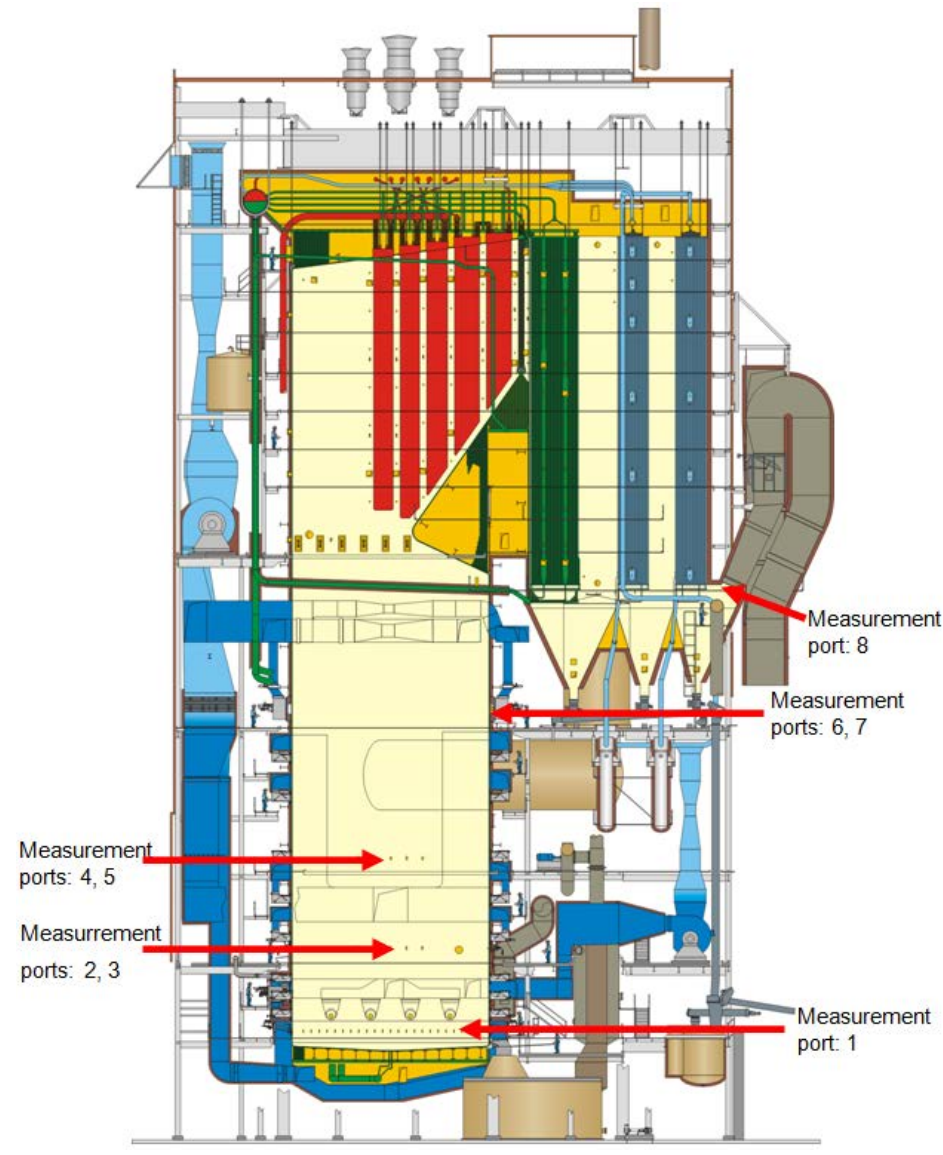 Measurement
port: 8
Measurement
ports: 6, 7
Measurement
ports: 4, 5
Measurrement
ports: 2, 3
Measurement
port: 1